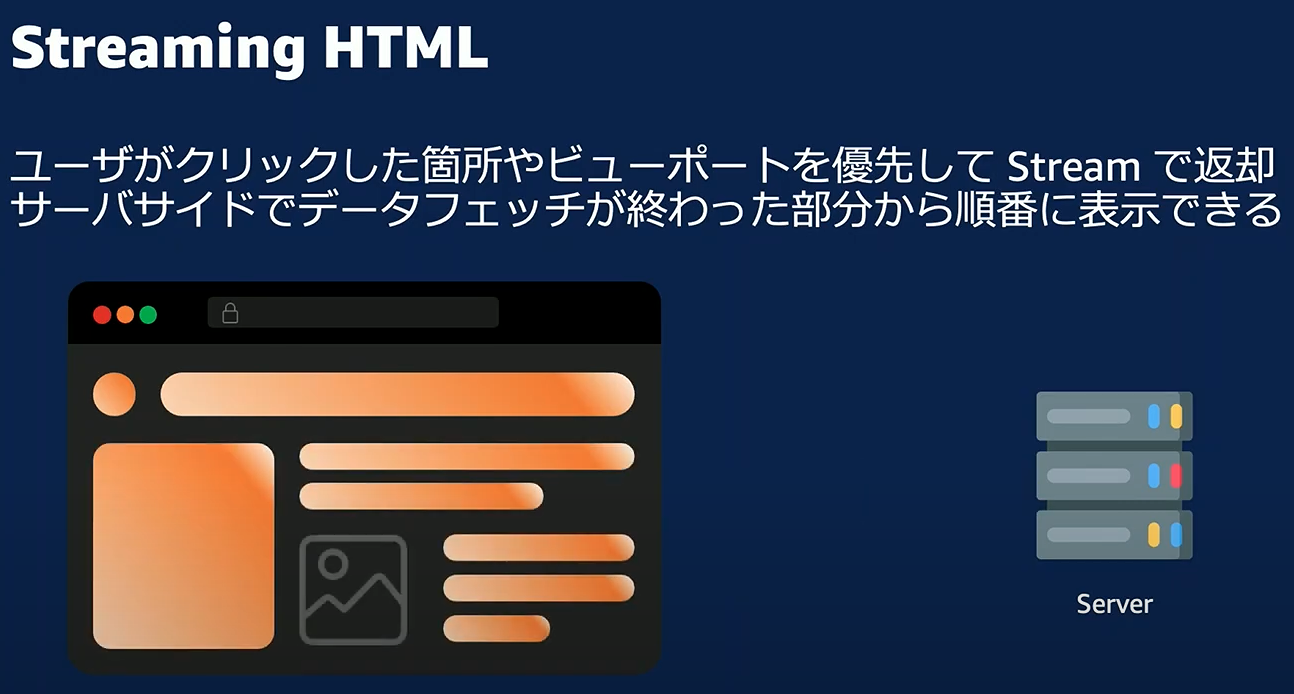 Streaming HTML
ユーザがクリックした箇所やビューポートを優先して Stream で返却
サーバサイドでデータフェッチが終わった部分から順番に表示できる
Server